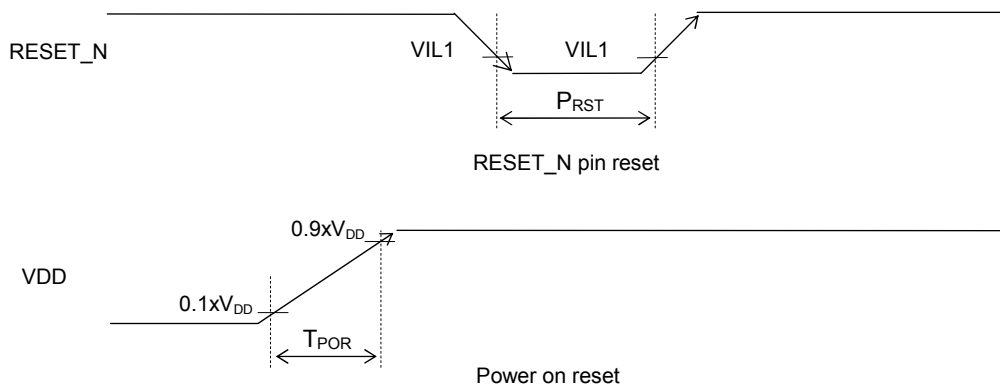 RESET_N
VIL1
VIL1
PRST
RESET_N pin reset
0.9xVDD
VDD
0.1xVDD
TPOR
Power on reset